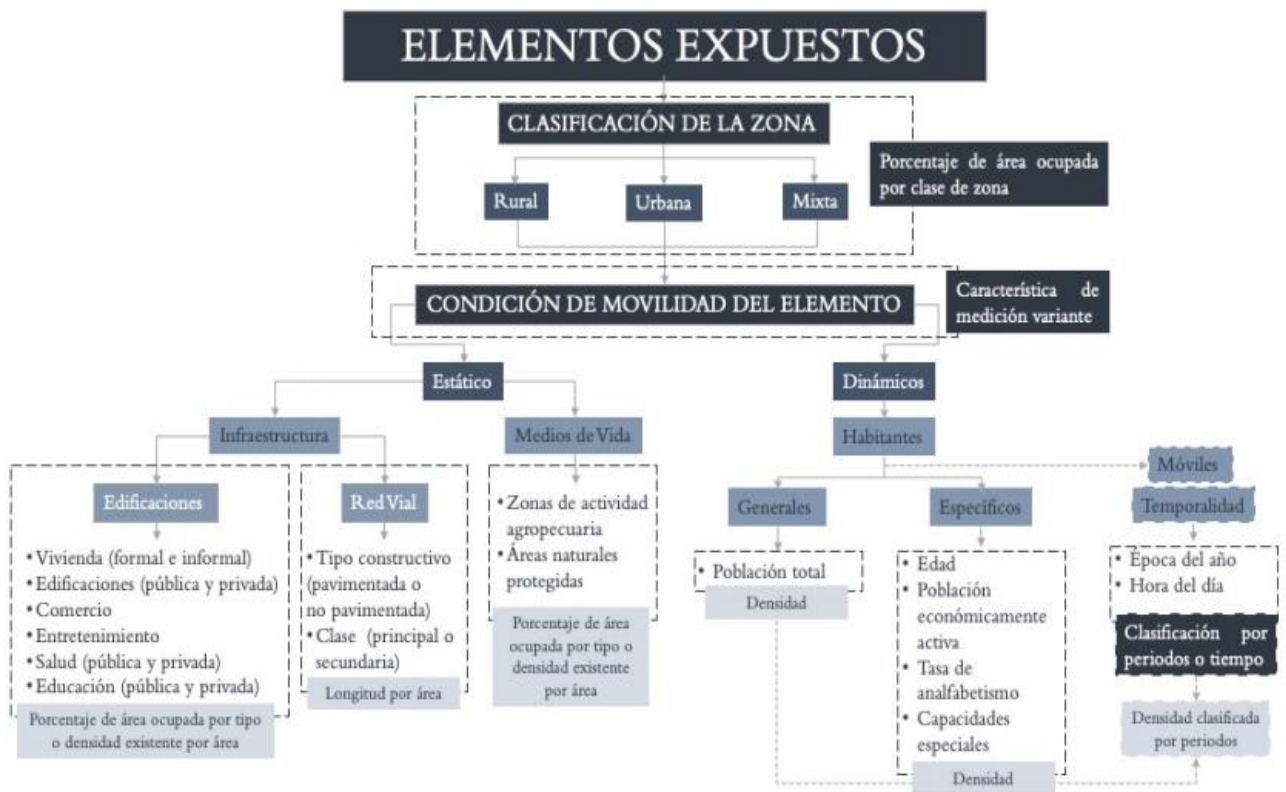 ELEMENTOS EXPUESTOS
CLASIFICACIÓN DE LA ZONA
Porcentaje de área ocupada
por clase de zona
Rural
Urbana
Mixta
CONDICIÓN DE MOVILIDAD DEL ELEMENTO
Característica de
medición variante
Estático
Dinámicos
Infraestructura
Medios de Vida
Habitantes
Móviles
Edificaciones
• Vivienda (formal e informal)
• Edificaciones (pública y privada)
• Comercio
• Entretenimiento
• Salud (pública y privada)
• Educación (pública y privada)
Porcentaje de área ocupada por tipo
o densidad existente por área
Red Vial
• Tipo constructivo
(pavimentada o
no pavimentada)
• Clase (principal o
secundaria)
Longitud por área
• Zonas de actividad
agropecuaria
• Áreas naturales
protegidas
Porcentaje de área
ocupada por tipo o
densidad existente
por área
Generales
• Población total
Densidad
Específicos
• Edad
• Población
económicamente
activa
• Tasa de
analfabetismo
• Capacidades
especiales
Densidad
Temporalidad
• Época del año
• Hora del día
Clasificación por
periodos o tiempo
Densidad clasificada
por periodos